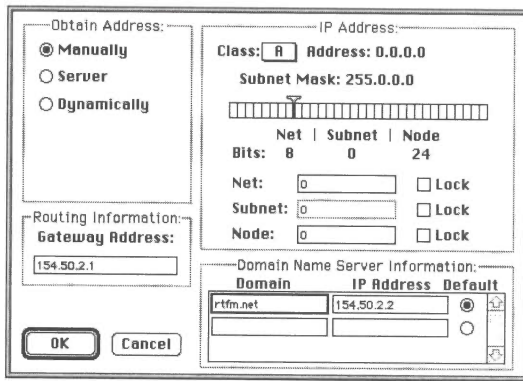 Obtain Address:
Manually
Server
Dynamically
Routing Information:
Gateway Address:
154.50.2.1
OK
Cancel
IP Address:
Class: A Address: 0.0.0.0
Subnet Mask: 255.0.0.0
Net | Subnet | Node
Bits: 8 0 24
Net: 0 Lock
Subnet: 0
Node: 0 Lock
Lock
Domain Name Server Information:
Domain IP Address Default
rtfm.net 154.50.2.2